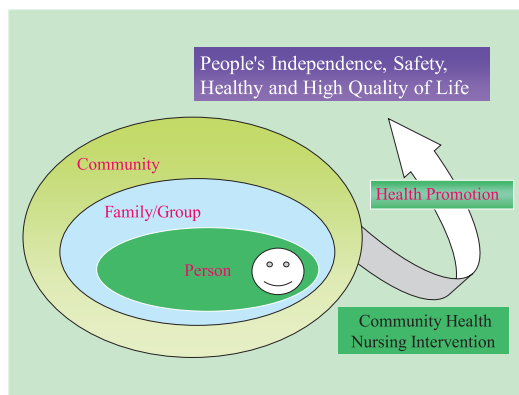 People's Independence, Safety,
Healthy and High Quality of Life
Community
Family/Group
Person
Health Promotion
Community Health
Nursing Intervention